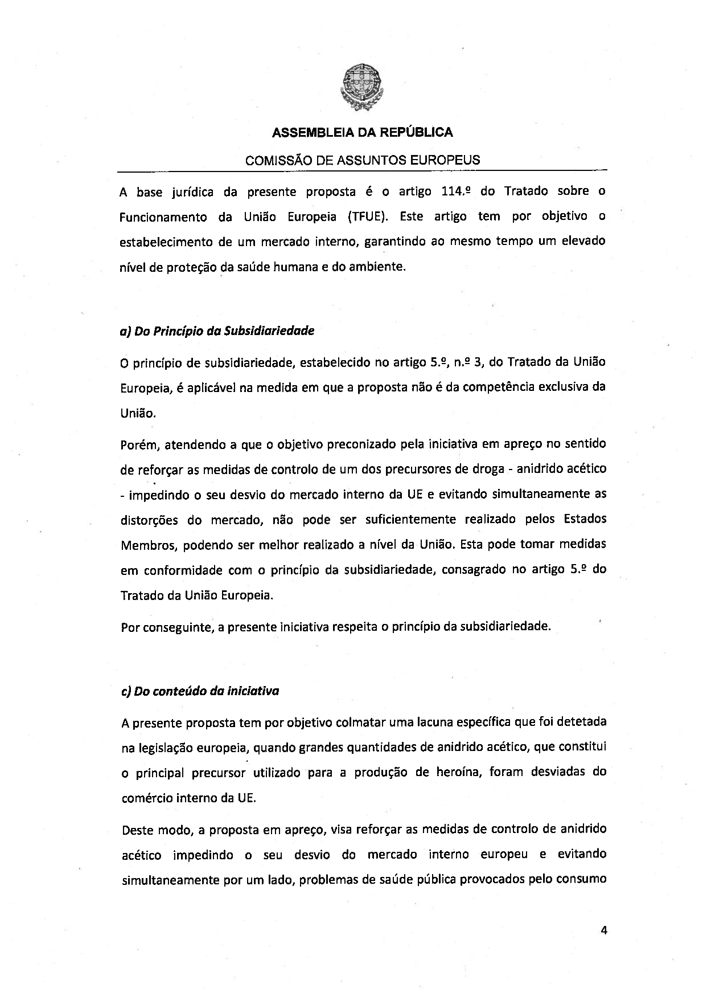 ASSEMBLEIA DA REPÚBLICA
COMISSÃO DE ASSUNTOS EUROPEUS
A base jurídica da presente proposta é o artigo 114.º do Tratado sobre o
Funcionamento da União Europeia (TFUE). Este artigo tem por objetivo o
estabelecimento de um mercado interno, garantindo ao mesmo tempo um elevado
nível de proteção da saúde humana e do ambiente.
a) Do Princípio da Subsidiariedade
O princípio de subsidiariedade, estabelecido no artigo 5.º, n.º 3, do Tratado da União
Europeia, é aplicável na medida em que a proposta não é da competência exclusiva da
União.
Porém, atendendo a que o objetivo preconizado pela iniciativa em apreço no sentido
de reforçar as medidas de controlo de um dos precursores de droga - anidrido acético
- impedindo o seu desvio do mercado interno da UE e evitando simultaneamente as
distorções do mercado, não pode ser suficientemente realizado pelos Estados
Membros, podendo ser melhor realizado a nível da União. Esta pode tomar medidas
em conformidade com o princípio da subsidiariedade, consagrado no artigo 5.º do
Tratado da União Europeia.
Por conseguinte, a presente iniciativa respeita o princípio da subsidiariedade.
c) Do conteúdo da iniciativa
A presente proposta tem por objetivo colmatar uma lacuna específica que foi detetada
na legislação europeia, quando grandes quantidades de anidrido acético, que constitui
o principal precursor utilizado para a produção de heroína, foram desviadas do
comércio interno da UE.
Deste modo, a proposta em apreço, visa reforçar as medidas de controlo de anidrido
acético impedindo o seu desvio do mercado interno europeu e evitando
simultaneamente por um lado, problemas de saúde pública provocados pelo consumo
4